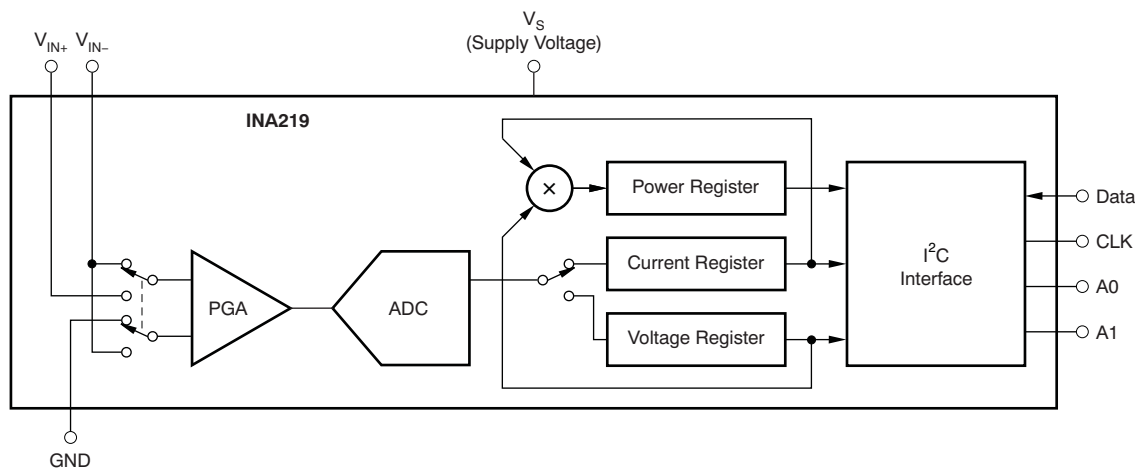 V_S
(Supply Voltage)
V_IN+
V_IN−
INA219
×
Power Register
Data
CLK
I²C
Interface
Current Register
PGA
ADC
A0
Voltage Register
A1
GND